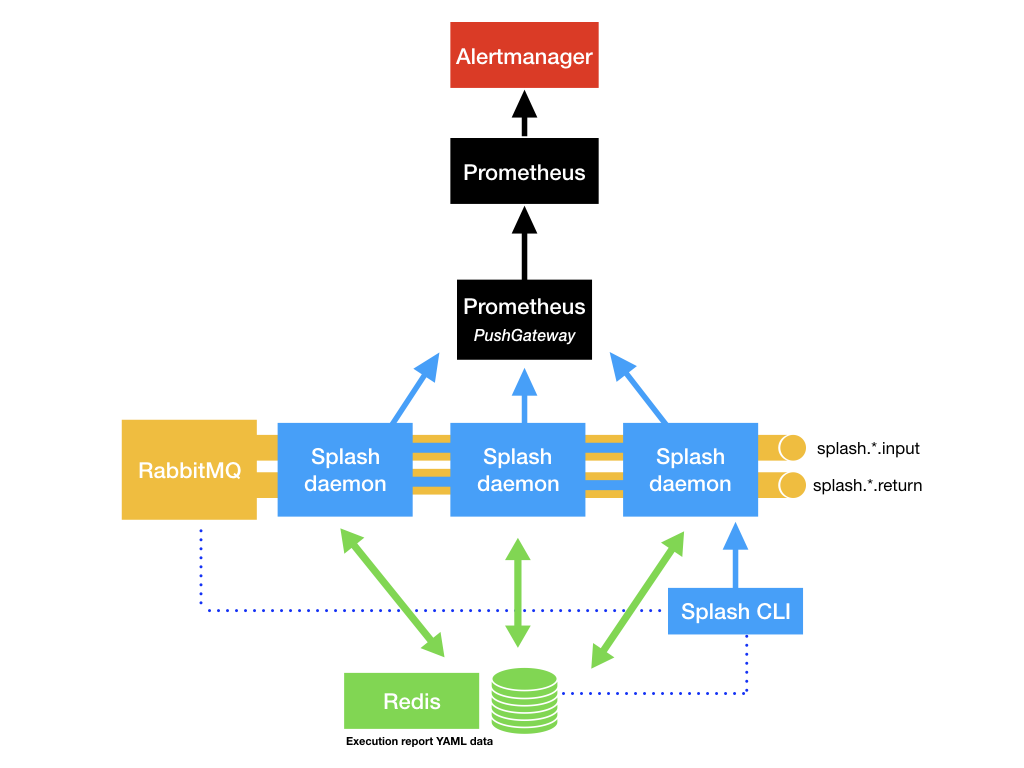 Alertmanager
Prometheus
Prometheus
PushGateway
RabbitMQ
Splash
daemon
Splash
daemon
Splash
daemon
splash.*.input
splash.*.return
Splash CLI
Redis
Execution report YAML data